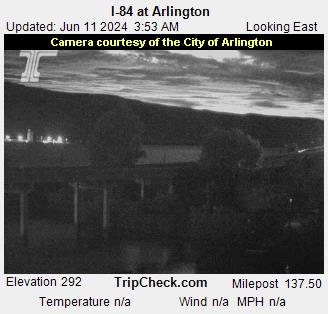 I-84 at Arlington
Updated: Jun 11 2024 3:53 AM Looking East
Camera courtesy of the City of Arlington
Elevation 292 TripCheck.com Milepost 137.50
Temperature n/a Wind n/a MPH n/a